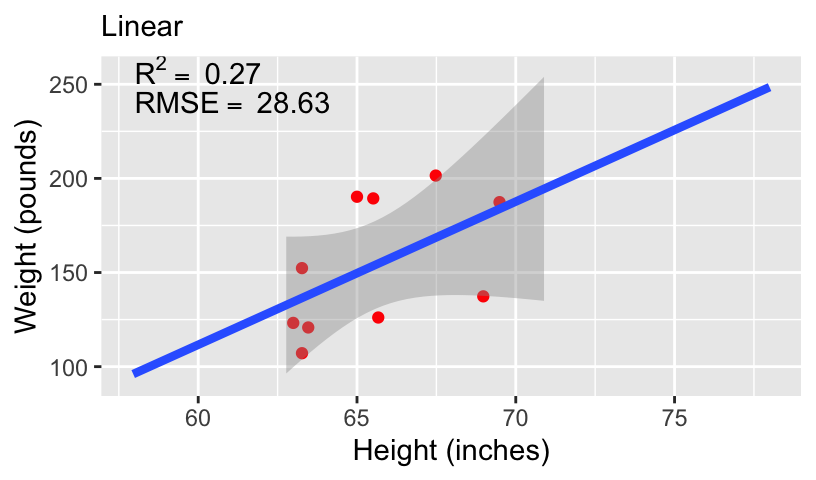 Linear
R² = 0.27
RMSE = 28.63
250
200
150
100
Weight (pounds)
60 65 70 75
Height (inches)